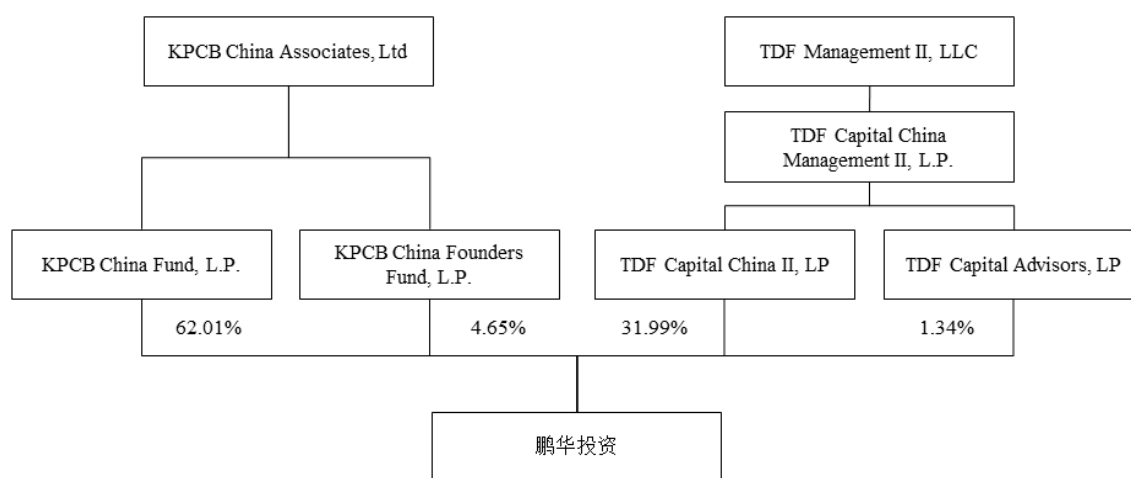 KPCB China Associates, Ltd
TDF Management II, LLC
TDF Capital China
Management II, L.P.
KPCB China Fund, L.P.
KPCB China Founders
Fund, L.P.
TDF Capital China II, LP
TDF Capital Advisors, LP
62.01%
4.65%
31.99%
1.34%
鹏华投资